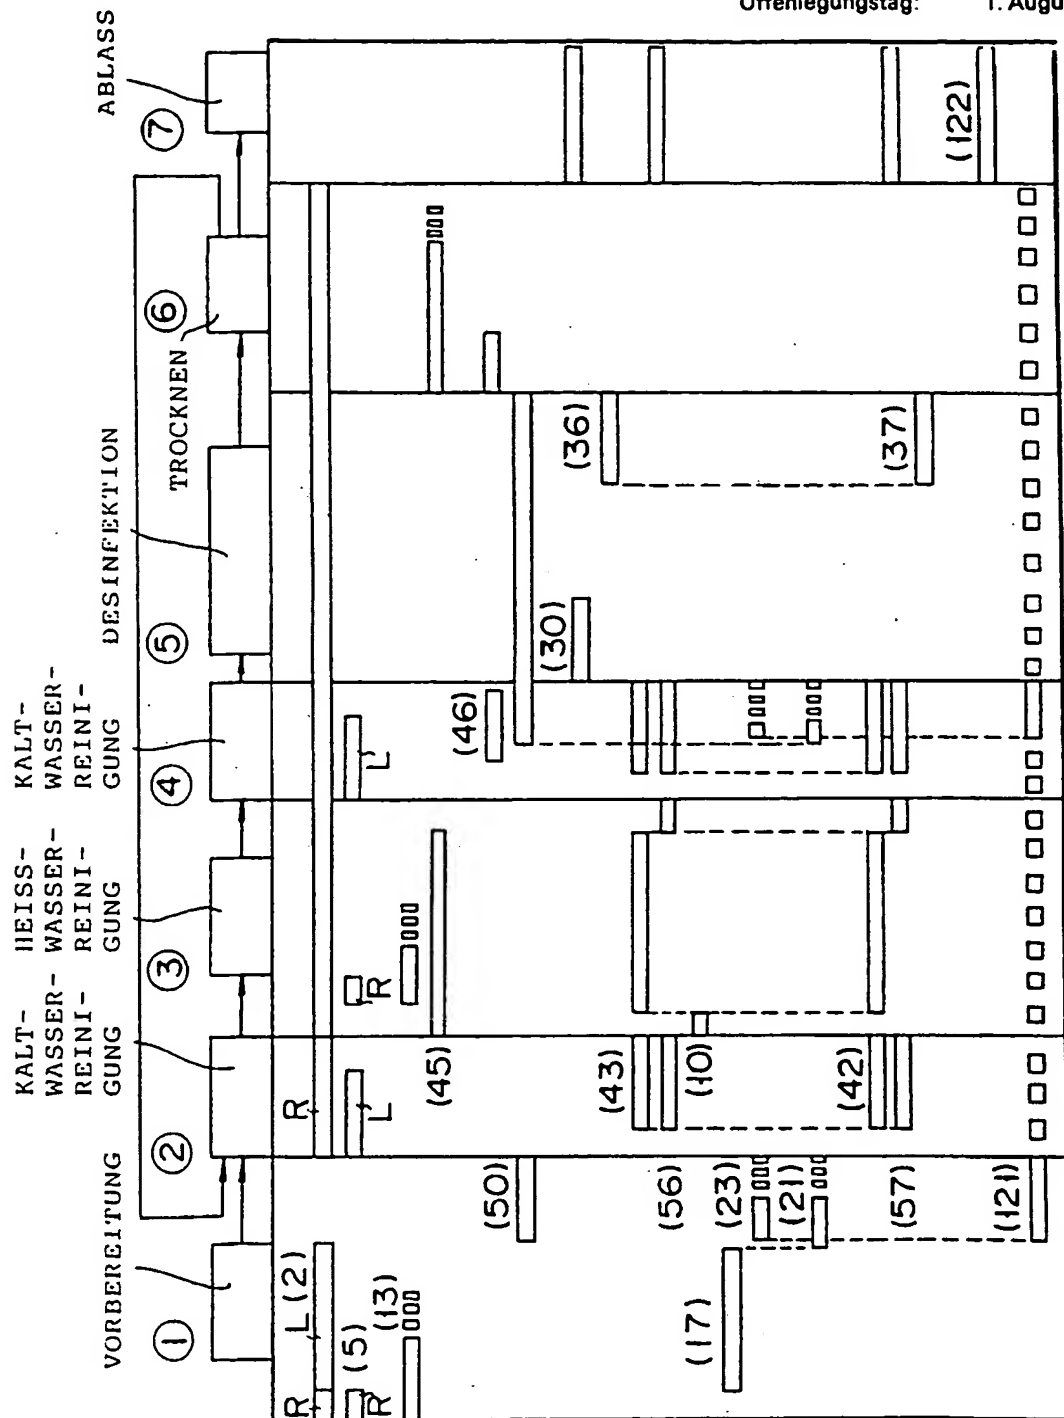 Offenlegungstag:
1. Augu
VORBEREITUNG
①
②
KALT-
WASSER-
REINI-
GUNG
③
HEISS-
WASSER-
REINI-
GUNG
④
KALT-
WASSER-
REINI-
GUNG
⑤
DESINFEKTION
⑥
TROCKNEN
⑦
ABLASS
R
L
(2)
R
(5)
R
(13)
R
L
R
L
(45)
(46)
(50)
(30)
(36)
(43)
(56)
(10)
(17)
(23)
(21)
(42)
(57)
(37)
(121)
(122)